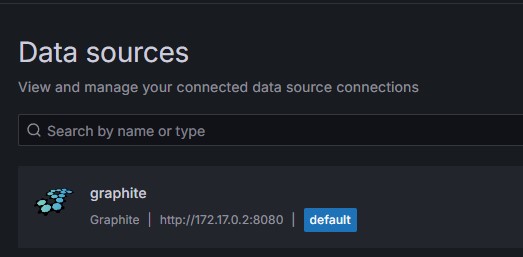 Data sources
View and manage your connected data source connections
Search by name or type
graphite
Graphite | http://172.17.0.2:8080 | default